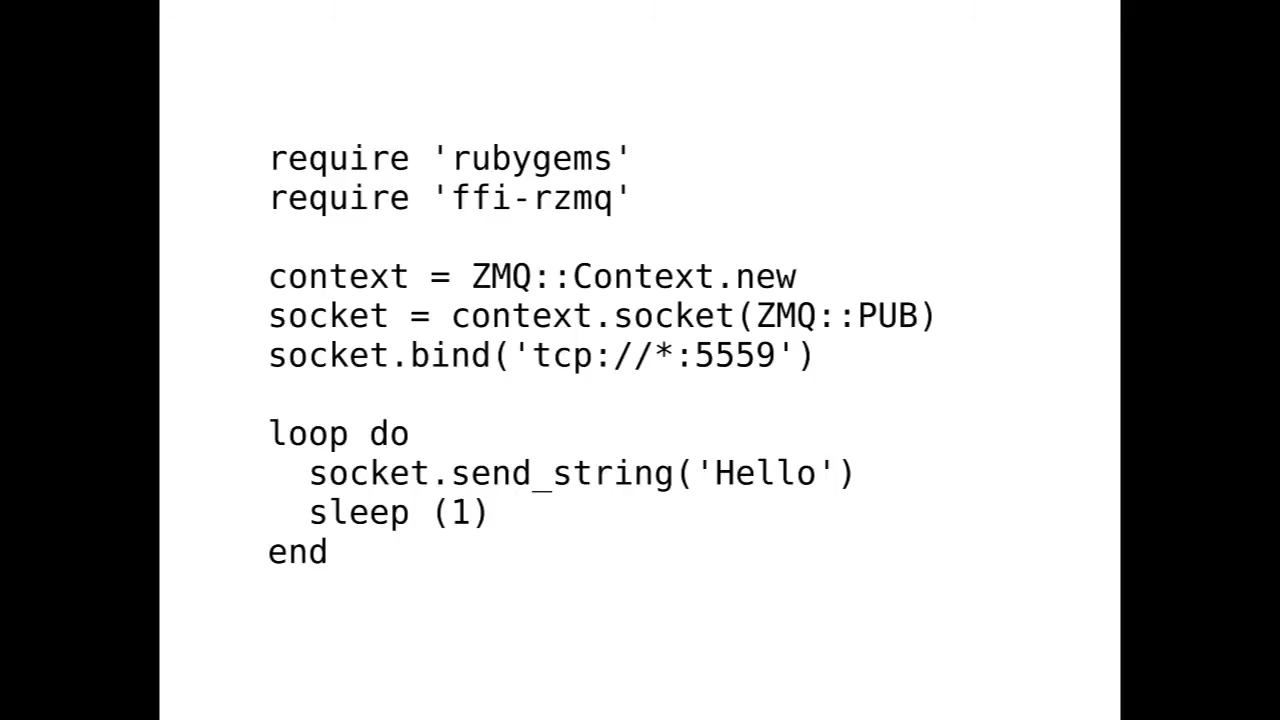 require 'rubygems'
require 'ffi-rzmq'

context = ZMQ::Context.new
socket = context.socket(ZMQ::PUB)
socket.bind('tcp://*:5559')

loop do
  socket.send_string('Hello')
  sleep (1)
end